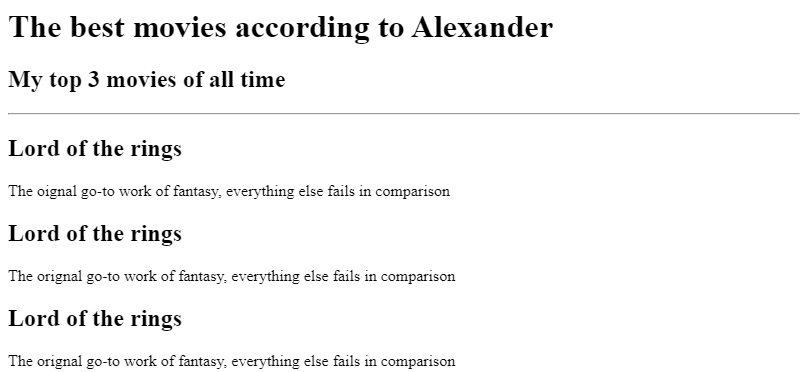 The best movies according to Alexander
My top 3 movies of all time
Lord of the rings
The oignal go-to work of fantasy, everything else fails in comparison
Lord of the rings
The orignal go-to work of fantasy, everything else fails in comparison
Lord of the rings
The orignal go-to work of fantasy, everything else fails in comparison